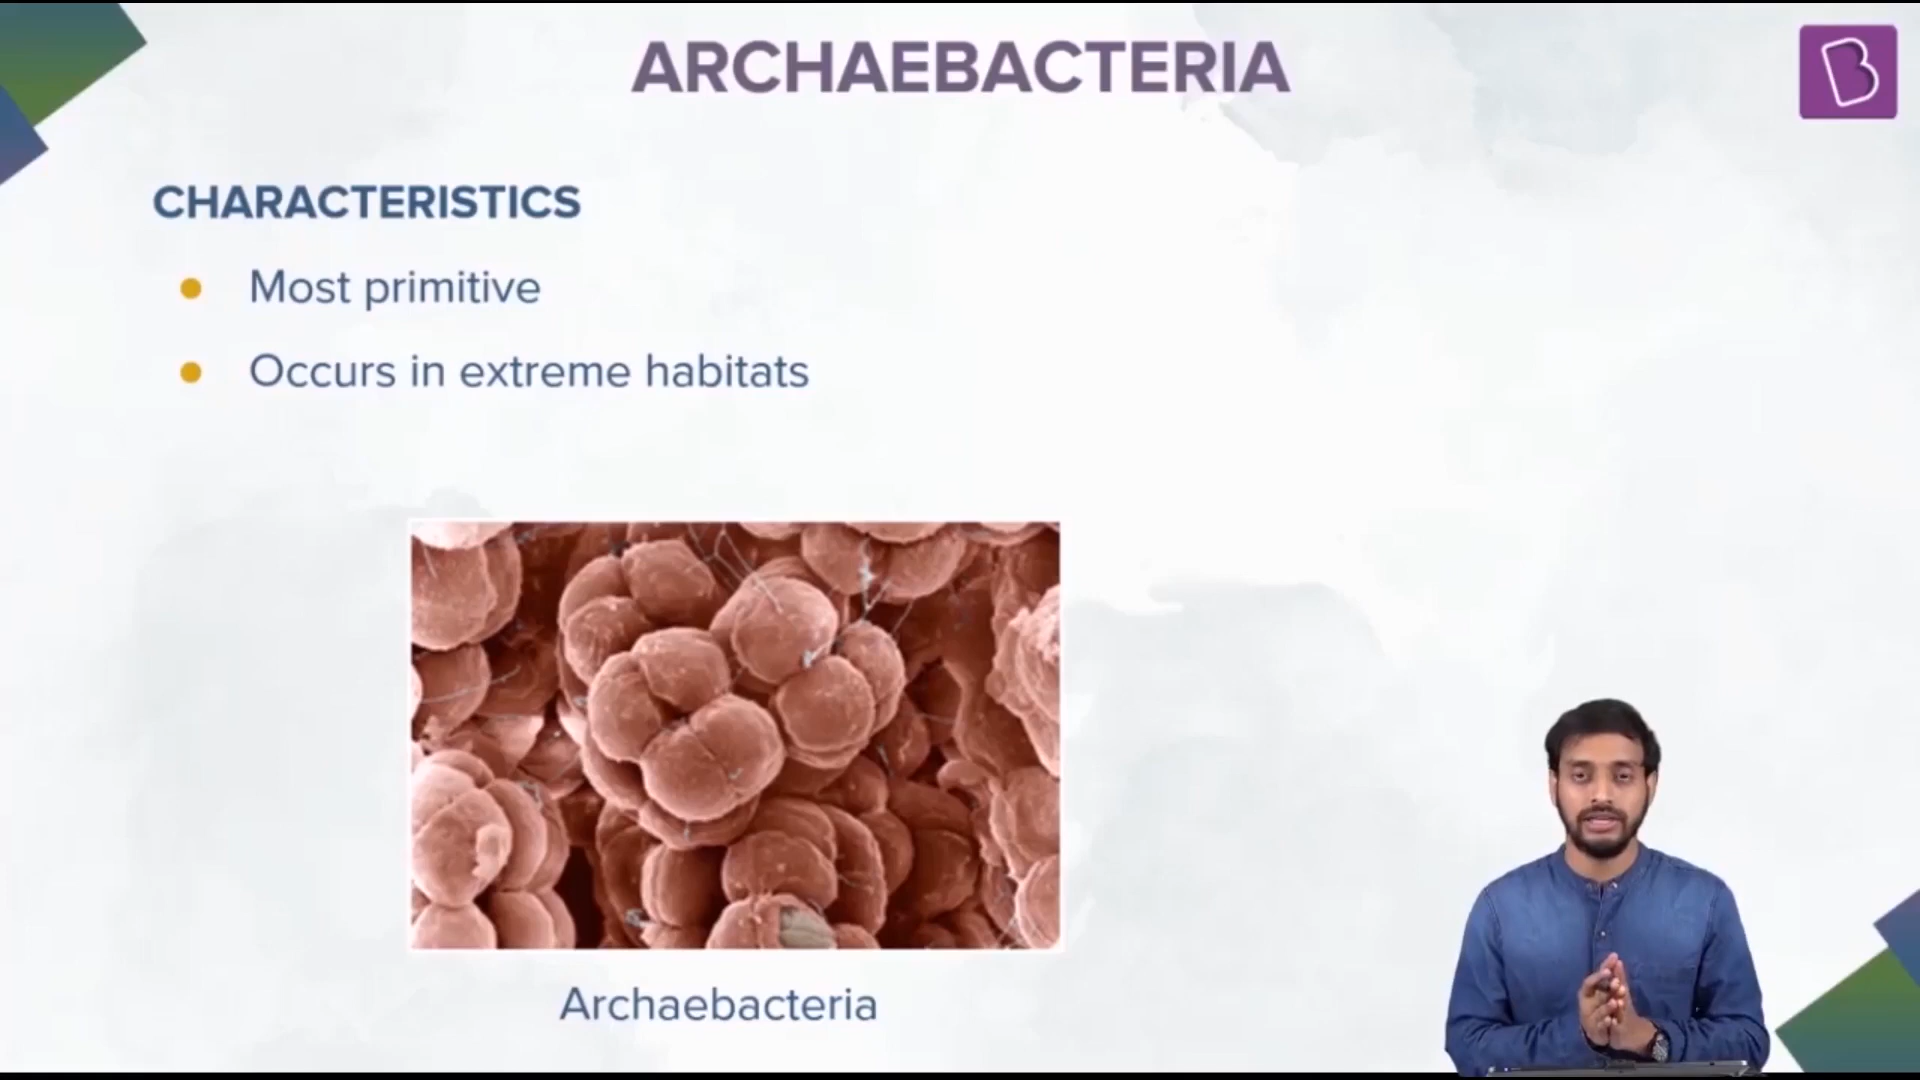 ARCHAEBACTERIA
B
CHARACTERISTICS
Most primitive
Occurs in extreme habitats
Archaebacteria